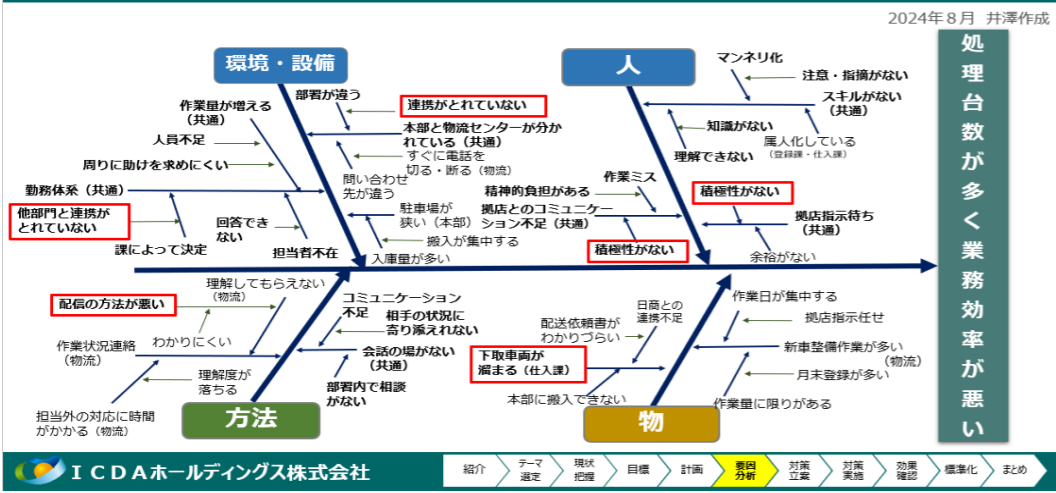 2024年8月 井澤作成
処理台数が多く業務効率が悪い
環境・設備
人
部署が違う
連携がとれていない
作業量が増える
(共通)
人員不足
周りに助けを求めにくい
勤務体系(共通)
他部門と連携が
とれていない
課によって決定
回答でき
ない
担当者不在
本部と物流センターが分か
れている(共通)
すぐに電話を
切る・断る(物流)
問い合わせ
先が違う
駐車場が
狭い(本部)
搬入が集中する
入庫量が多い
マンネリ化
注意・指摘がない
スキルがない
(共通)
知識がない
属人化している
(登録課・仕入課)
理解できない
作業ミス
精神的負担がある
拠点とのコミュニケー
ション不足(共通)
積極性がない
積極性がない
拠点指示待ち
(共通)
余裕がない
理解してもらえない
(物流)
配信の方法が悪い
わかりにくい
作業状況連絡
(物流)
理解度が
落ちる
担当外の対応に時間
がかかる(物流)
コミュニケーション
不足
相手の状況に
寄り添えれない
会話の場がない
(共通)
部署内で相談
がない
日商との
連携不足
配送依頼書が
わかりづらい
下取車両が
溜まる(仕入課)
本部に搬入できない
作業日が集中する
拠点指示任せ
新車整備作業が多い
(物流)
月末登録が多い
作業量に限りがある
方法
物
ICDAホールディングス株式会社
紹介
テーマ
選定
現状
把握
目標
計画
要因
分析
対策
立案
対策
実施
効果
確認
標準化
まとめ